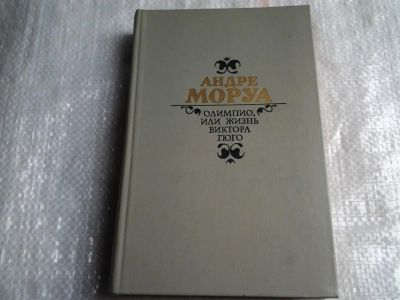 АНДРЕ
МОРУА
ОЛИМПИО,
ИЛИ ЖИЗНЬ
ВИКТОРА
ГЮГО